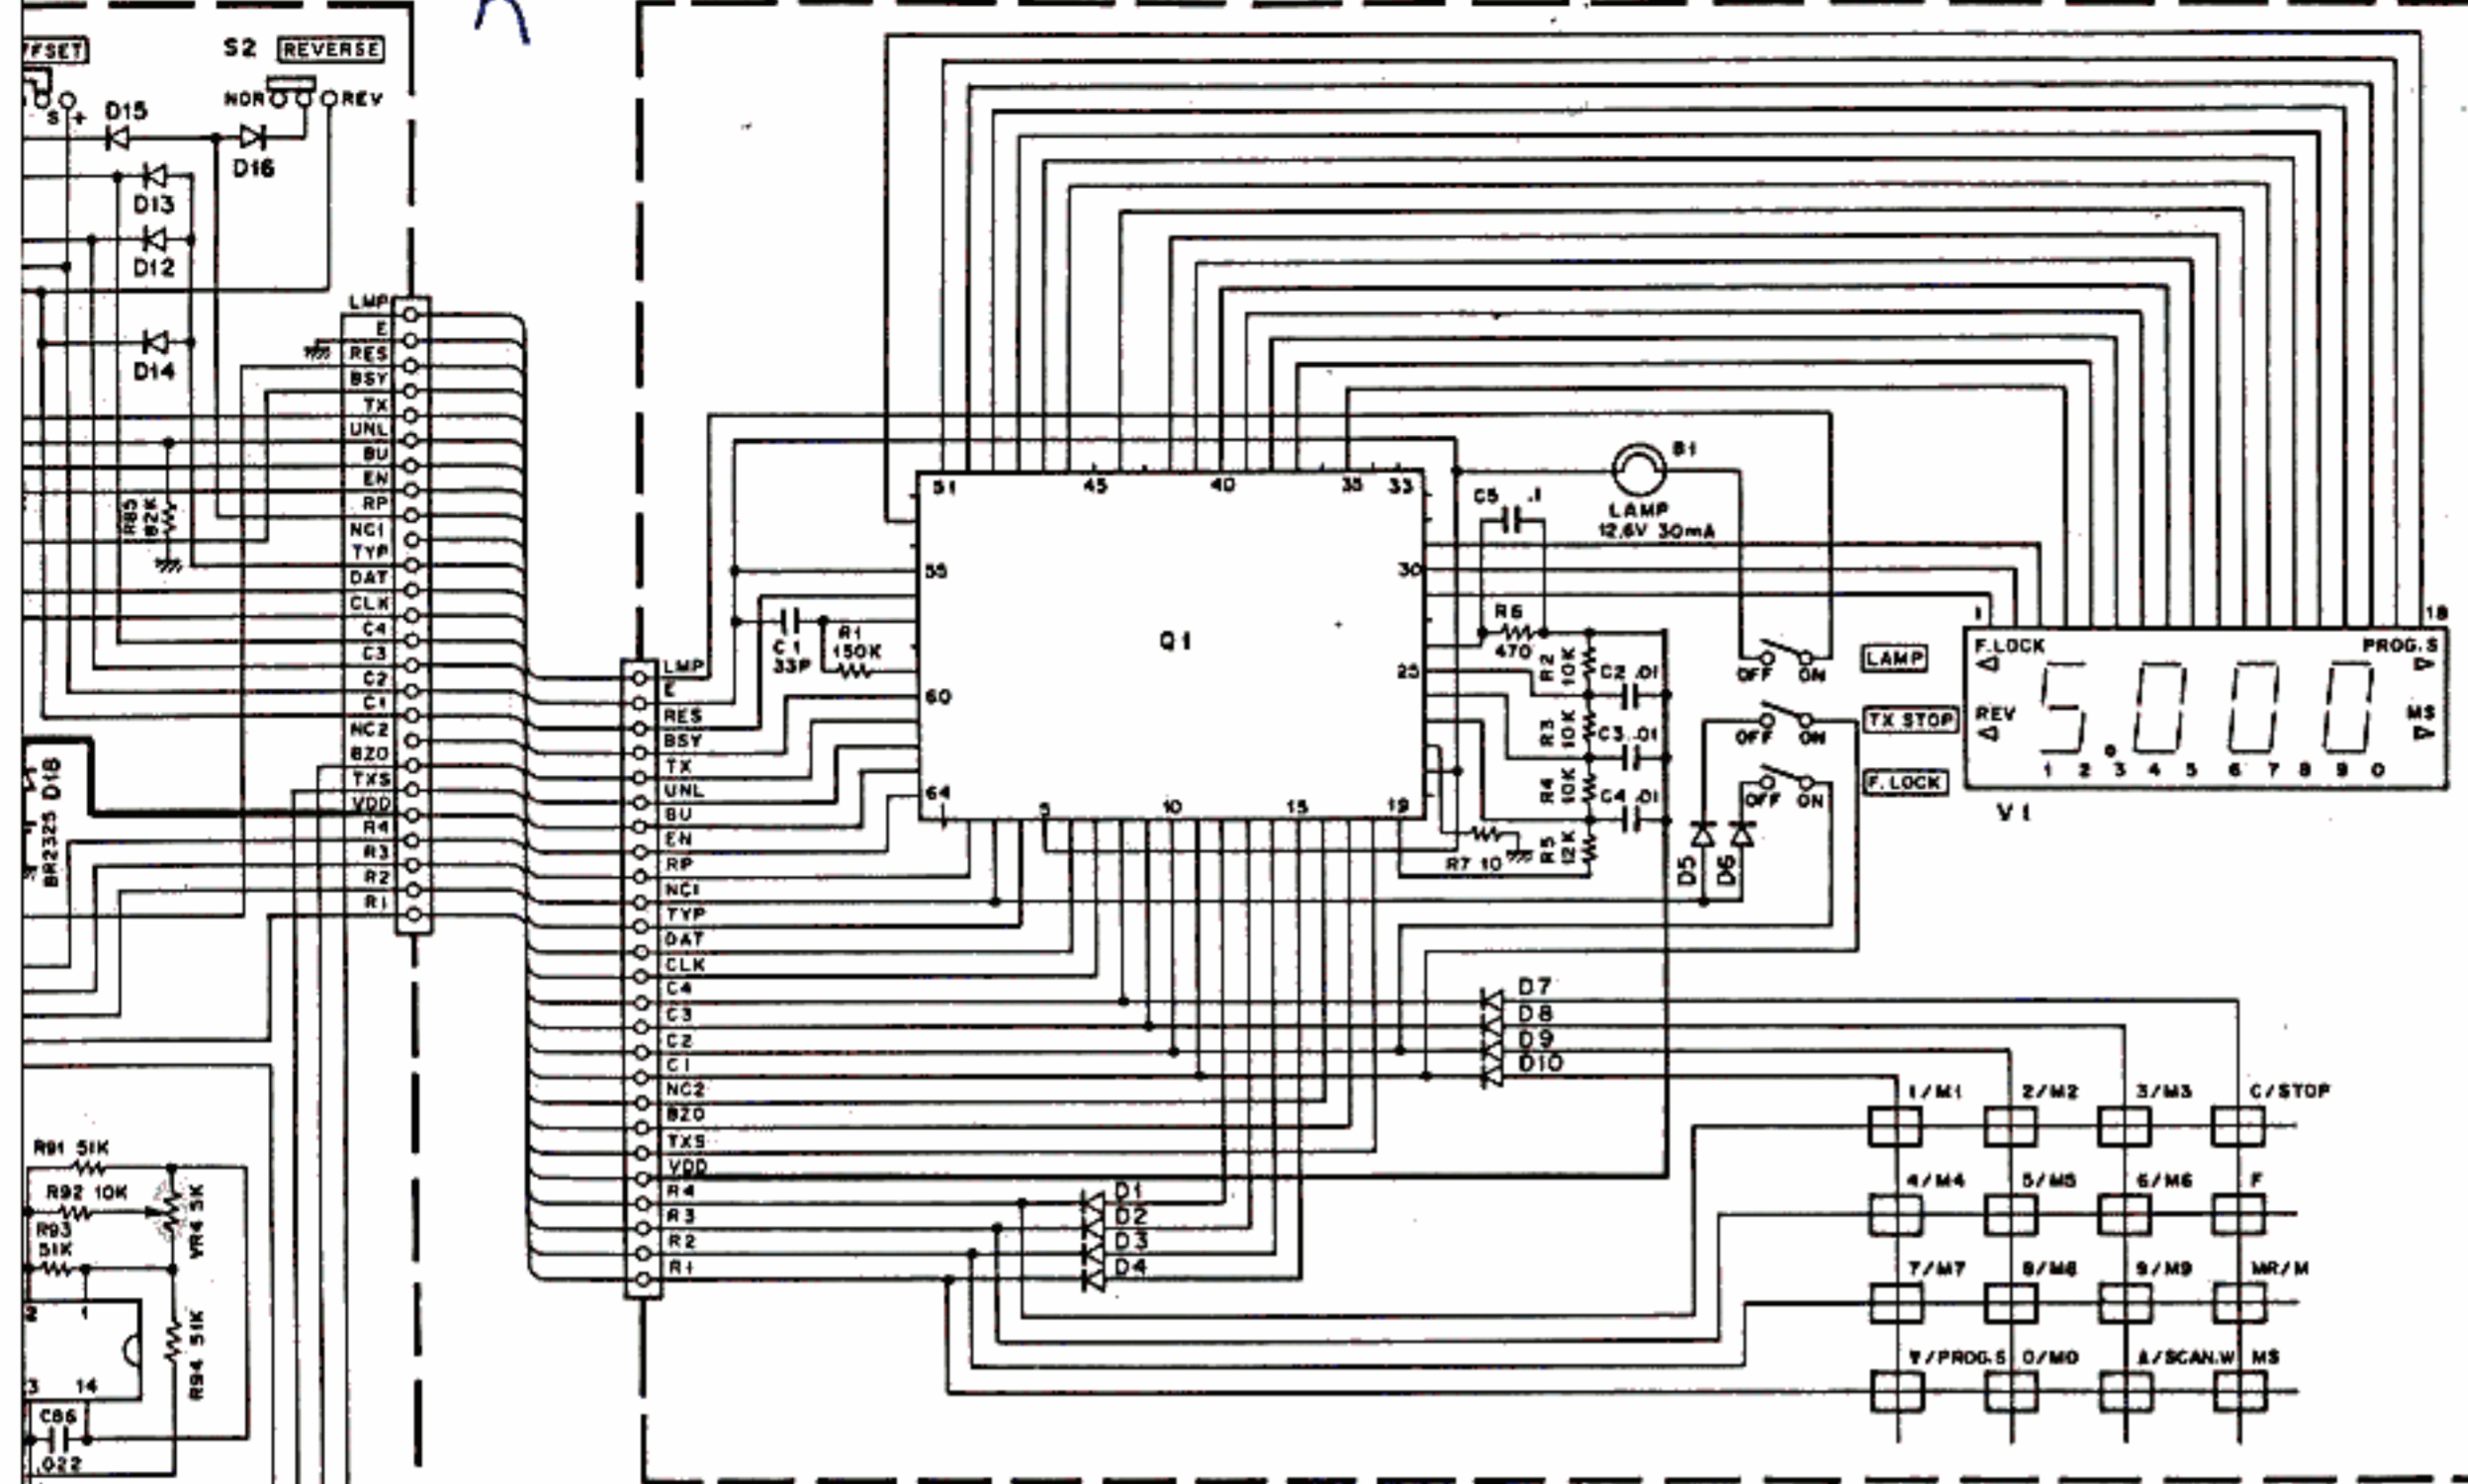 S2 REVERSE
NOR REV
S +
D15
D16
D13
D12
D14
R85
82K
LMP
E
RES
BSY
TX
UNL
BU
EN
RP
NC1
TYP
DAT
CLK
C4
C3
C2
C1
NC2
BZO
TXS
VDD
R4
R3
R2
R1
BR2325 D18
R91 51K
R92 10K
R93
51K
VR4 5K
R94 51K
2 1
3 14
C86
.022
LMP
E
RES
BSY
TX
UNL
BU
EN
RP
NC1
TYP
DAT
CLK
C4
C3
C2
C1
NC2
BZO
TXS
VDD
R4
R3
R2
R1
51 45 40 35 33
55 30
Q1
60 25
64 5 10 15 19
C1
33P
R1
150K
C5 .1
R6
470
R2 10K
R3 10K
R4 10K
R5 12K
C2 .01
C3 .01
C4 .01
R7 10
B1
LAMP
12.6V 30mA
OFF ON LAMP
OFF ON TX STOP
OFF ON F.LOCK
D5 D6
1 18
F.LOCK PROG.S
REV MS
1 2 3 4 5 6 7 8 9 0
V1
D7
D8
D9
D10
D1
D2
D3
D4
1/M1 2/M2 3/M3 C/STOP
4/M4 5/M5 6/M6 F
7/M7 8/M8 9/M9 MR/M
▼/PROG.S 0/M0 ▲/SCAN.W MS